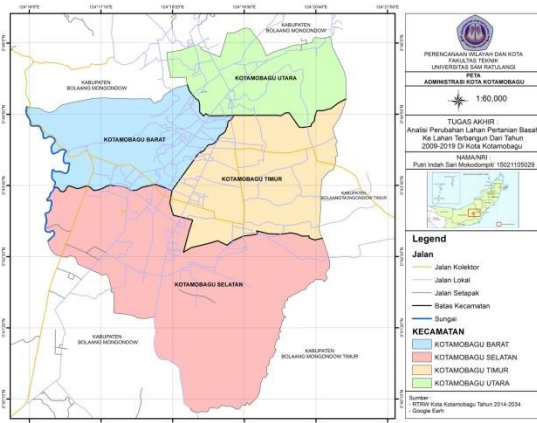 KABUPATEN
BOLAANG MONGONDOW
KABUPATEN
BOLAANG MONGONDOW
KOTAMOBAGU UTARA
KOTAMOBAGU BARAT
KOTAMOBAGU TIMUR
KABUPATEN
BOLAANG MONGONDOW TIMUR
KOTAMOBAGU SELATAN
KABUPATEN
BOLAANG MONGONDOW
KABUPATEN
BOLAANG MONGONDOW TIMUR
PERENCANAAN WILAYAH DAN KOTA
FAKULTAS TEKNIK
UNIVERSITAS SAM RATULANGI
PETA
ADMINISTRASI KOTA KOTAMOBAGU
1:60,000
TUGAS AKHIR :
Analisi Perubahan Lahan Pertanian Basah
Ke Lahan Terbangun Dari Tahun
2009-2019 Di Kota Kotamobagu
NAMA/NRI :
Putri Indah Sari Mokodompit/ 15021105029
Legend
Jalan
Jalan Kolektor
Jalan Lokal
Jalan Setapak
Batas Kecamatan
Sungai
KECAMATAN
KOTAMOBAGU BARAT
KOTAMOBAGU SELATAN
KOTAMOBAGU TIMUR
KOTAMOBAGU UTARA
Sumber :
- RTRW Kota Kotamobagu Tahun 2014-2034
- Google Earh